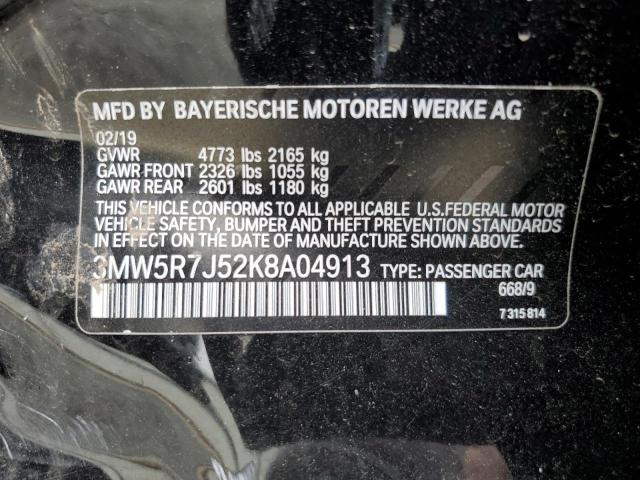 MFD BY BAYERISCHE MOTOREN WERKE AG
02/19
GVWR 4773 lbs 2165 kg
GAWR FRONT 2326 lbs 1055 kg
GAWR REAR 2601 lbs 1180 kg
THIS VEHICLE CONFORMS TO ALL APPLICABLE U.S.FEDERAL MOTOR
VEHICLE SAFETY, BUMPER AND THEFT PREVENTION STANDARDS
IN EFFECT ON THE DATE OF MANUFACTURE SHOWN ABOVE.
3MW5R7J52K8A04913 TYPE: PASSENGER CAR
668/9
7 315 814